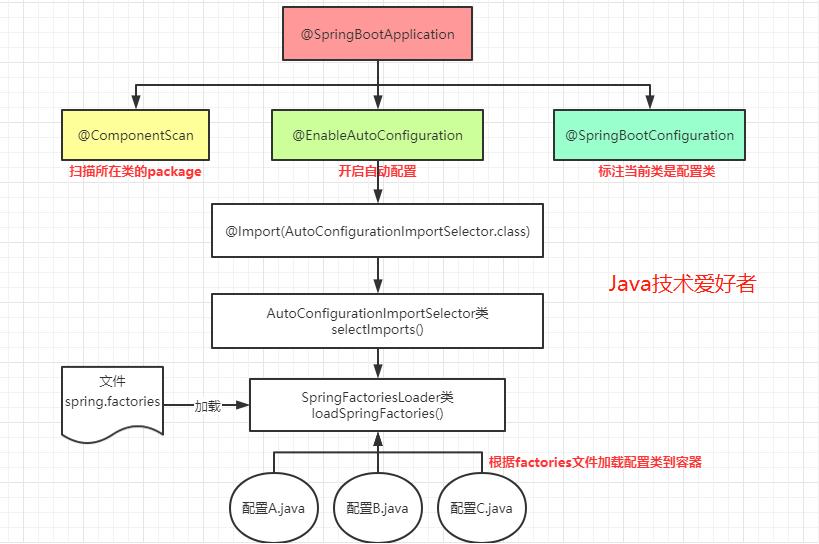 @SpringBootApplication
@ComponentScan
@EnableAutoConfiguration
@SpringBootConfiguration
扫描所在类的package
开启自动配置
标注当前类是配置类
@Import(AutoConfigurationImportSelector.class)
Java技术爱好者
AutoConfigurationImportSelector类
selectImports()
文件
spring.factories
加载
SpringFactoriesLoader类
loadSpringFactories()
根据factories文件加载配置类到容器
配置A.java
配置B.java
配置C.java